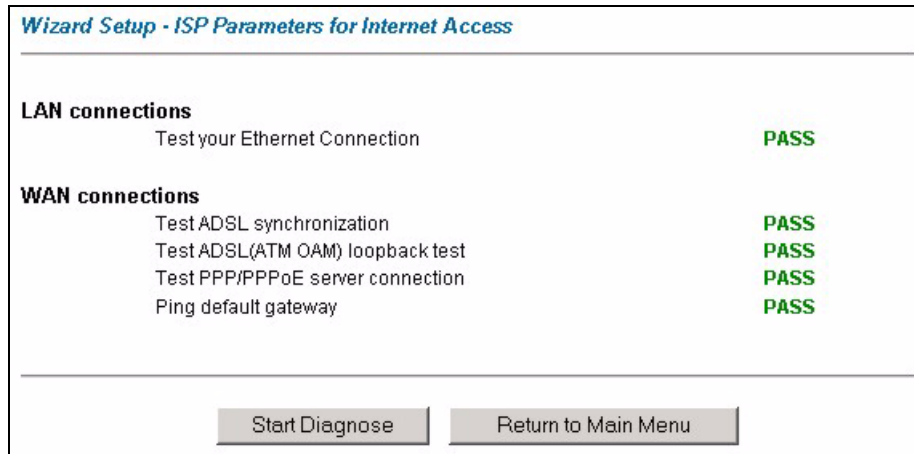 Wizard Setup - ISP Parameters for Internet Access
LAN connections
Test your Ethernet Connection PASS
WAN connections
Test ADSL synchronization PASS
Test ADSL(ATM OAM) loopback test PASS
Test PPP/PPPoE server connection PASS
Ping default gateway PASS
Start Diagnose Return to Main Menu